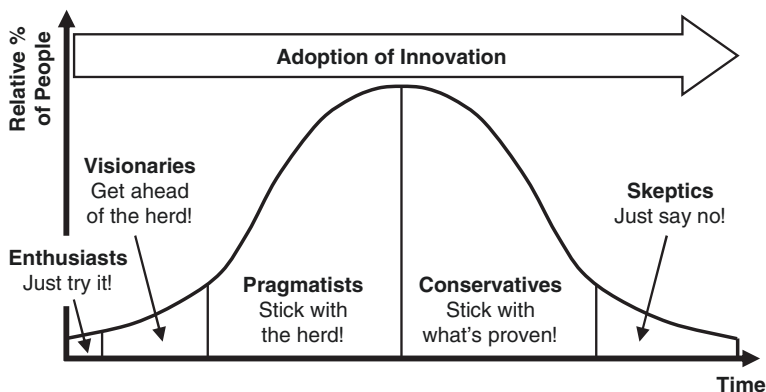 Relative %
of People
Adoption of Innovation
Visionaries
Get ahead
of the herd!
Skeptics
Just say no!
Enthusiasts
Just try it!
Pragmatists
Stick with
the herd!
Conservatives
Stick with
what's proven!
Time